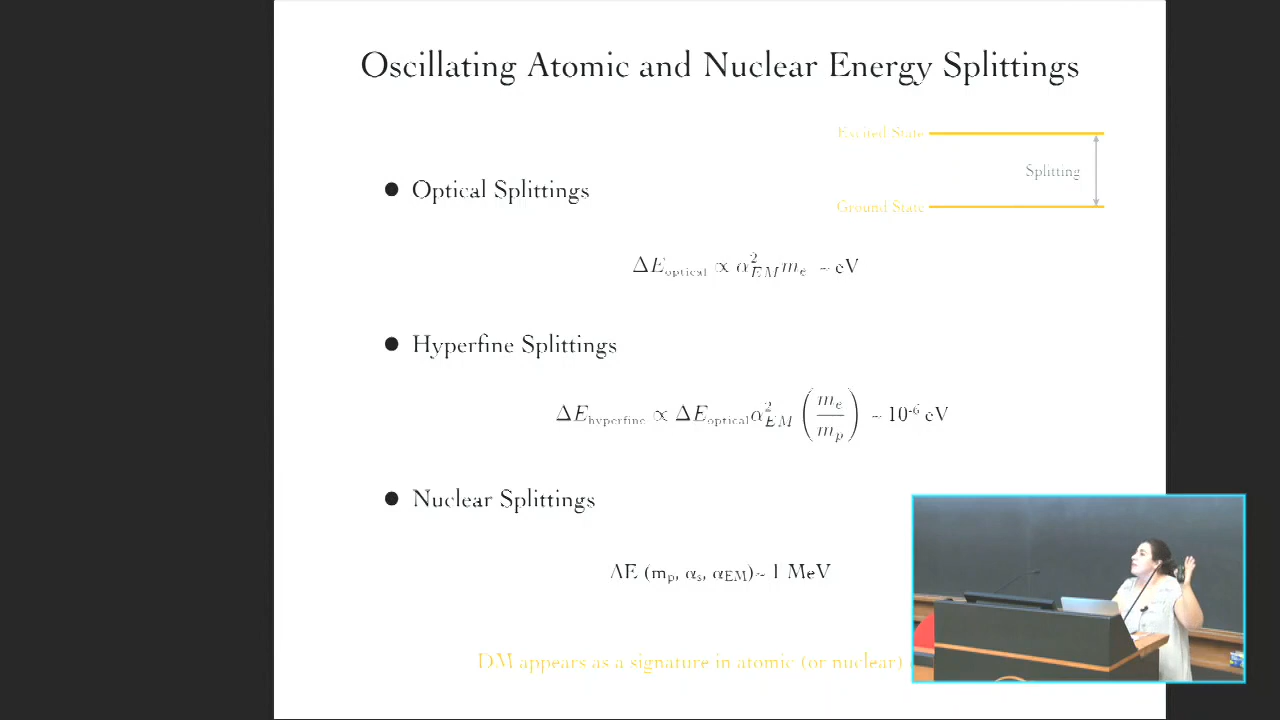 Oscillating Atomic and Nuclear Energy Splittings
Excited State
Splitting
Ground State
● Optical Splittings
ΔE_optical ∝ α²_EM m_e ~ eV
● Hyperfine Splittings
ΔE_hyperfine ∝ ΔE_optical α²_EM (m_e/m_p) ~ 10⁻⁶ eV
● Nuclear Splittings
ΔE (m_p, α_s, α_EM)~ 1 MeV
DM appears as a signature in atomic (or nuclear)